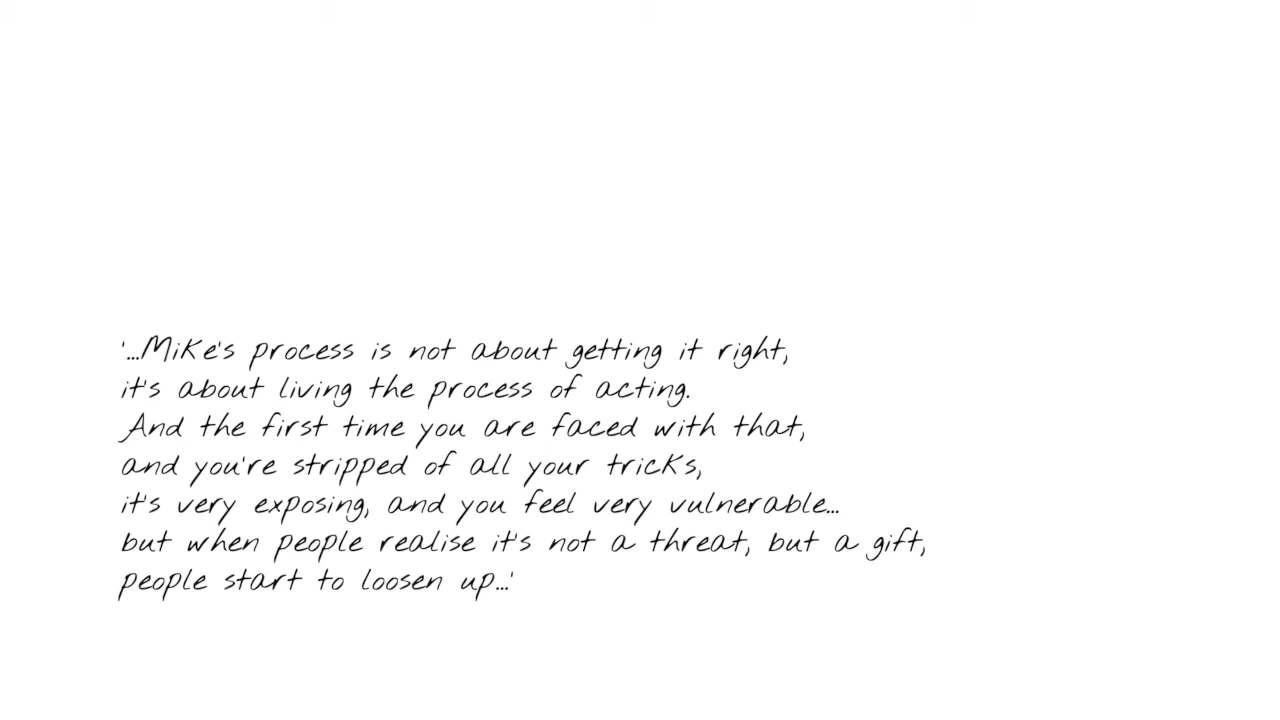 '...Mike's process is not about getting it right,
it's about living the process of acting.
And the first time you are faced with that,
and you're stripped of all your tricks,
it's very exposing, and you feel very vulnerable...
but when people realise it's not a threat, but a gift,
people start to loosen up...'